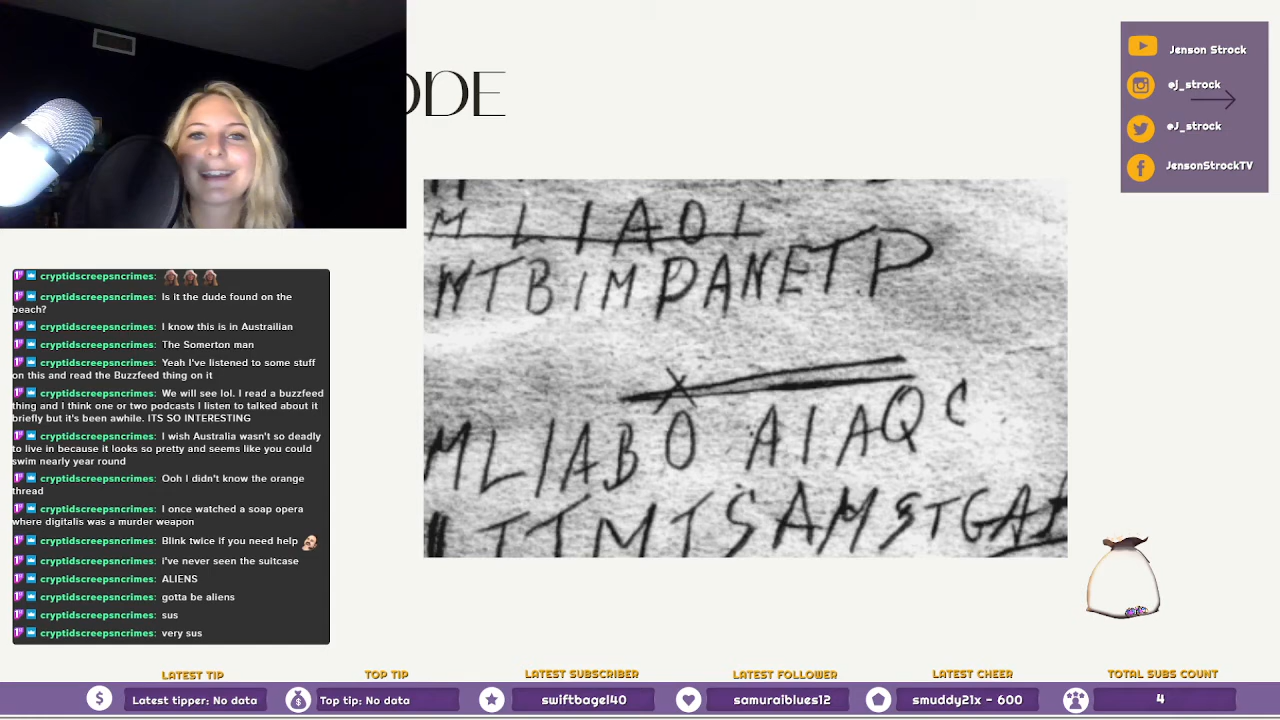 ODE
Jenson Strock
@J_strock
@J_strock
JensonStrockTV
M L I A O I
WTBIMPANETP
MLIABO AIAQC
ITTMTSAMSTGAB
cryptidscreepsncrimes:
cryptidscreepsncrimes: Is it the dude found on the
beach?
cryptidscreepsncrimes: I know this is in Austrailian
cryptidscreepsncrimes: The Somerton man
cryptidscreepsncrimes: Yeah I've listened to some stuff
on this and read the Buzzfeed thing on it
cryptidscreepsncrimes: We will see lol. I read a buzzfeed
thing and I think one or two podcasts I listen to talked about it
briefly but it's been awhile. ITS SO INTERESTING
cryptidscreepsncrimes: I wish Australia wasn't so deadly
to live in because it looks so pretty and seems like you could
swim nearly year round
cryptidscreepsncrimes: Ooh I didn't know the orange
thread
cryptidscreepsncrimes: I once watched a soap opera
where digitalis was a murder weapon
cryptidscreepsncrimes: Blink twice if you need help
cryptidscreepsncrimes: i've never seen the suitcase
cryptidscreepsncrimes: ALIENS
cryptidscreepsncrimes: gotta be aliens
cryptidscreepsncrimes: sus
cryptidscreepsncrimes: very sus
LATEST TIP
Latest tipper: No data
TOP TIP
Top tip: No data
LATEST SUBSCRIBER
swiftbagel40
LATEST FOLLOWER
samuraiblues12
LATEST CHEER
smuddy21x - 600
TOTAL SUBS COUNT
4